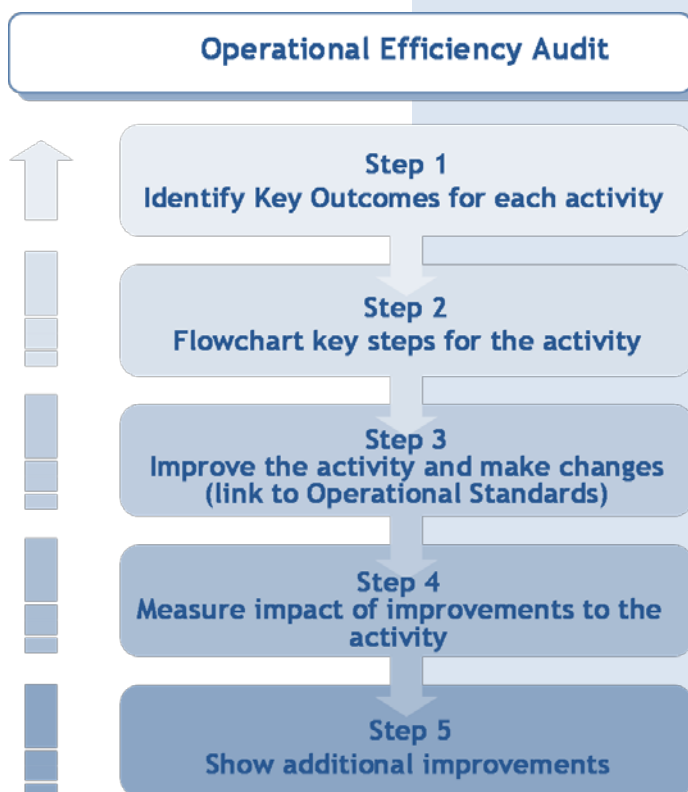 Operational Efficiency Audit
Step 1
Identify Key Outcomes for each activity
Step 2
Flowchart key steps for the activity
Step 3
Improve the activity and make changes
(link to Operational Standards)
Step 4
Measure impact of improvements to the
activity
Step 5
Show additional improvements